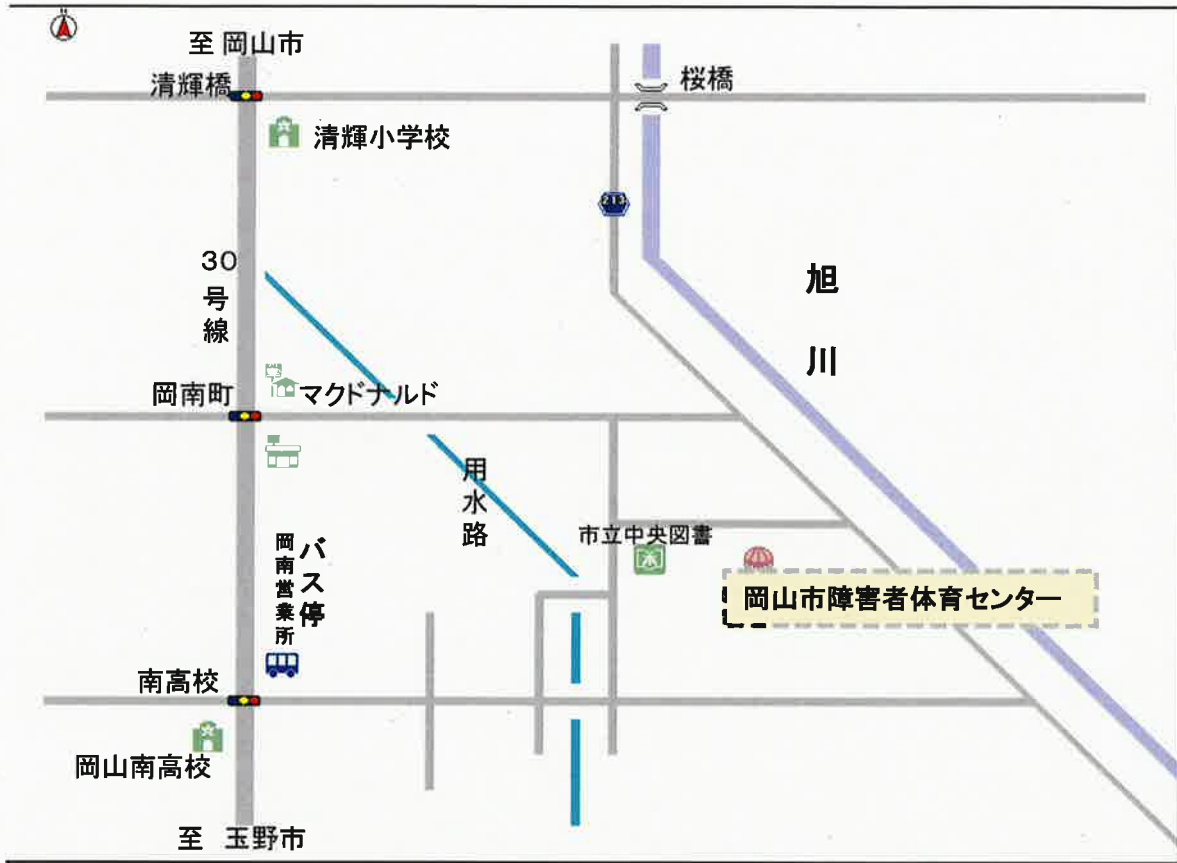 N
至 岡山市
清輝橋
桜橋
清輝小学校
213
30
号
線
旭
川
岡南町
マクドナルド
用
水
路
市立中央図書
岡南営業所
バス停
岡山市障害者体育センター
南高校
岡山南高校
至 玉野市